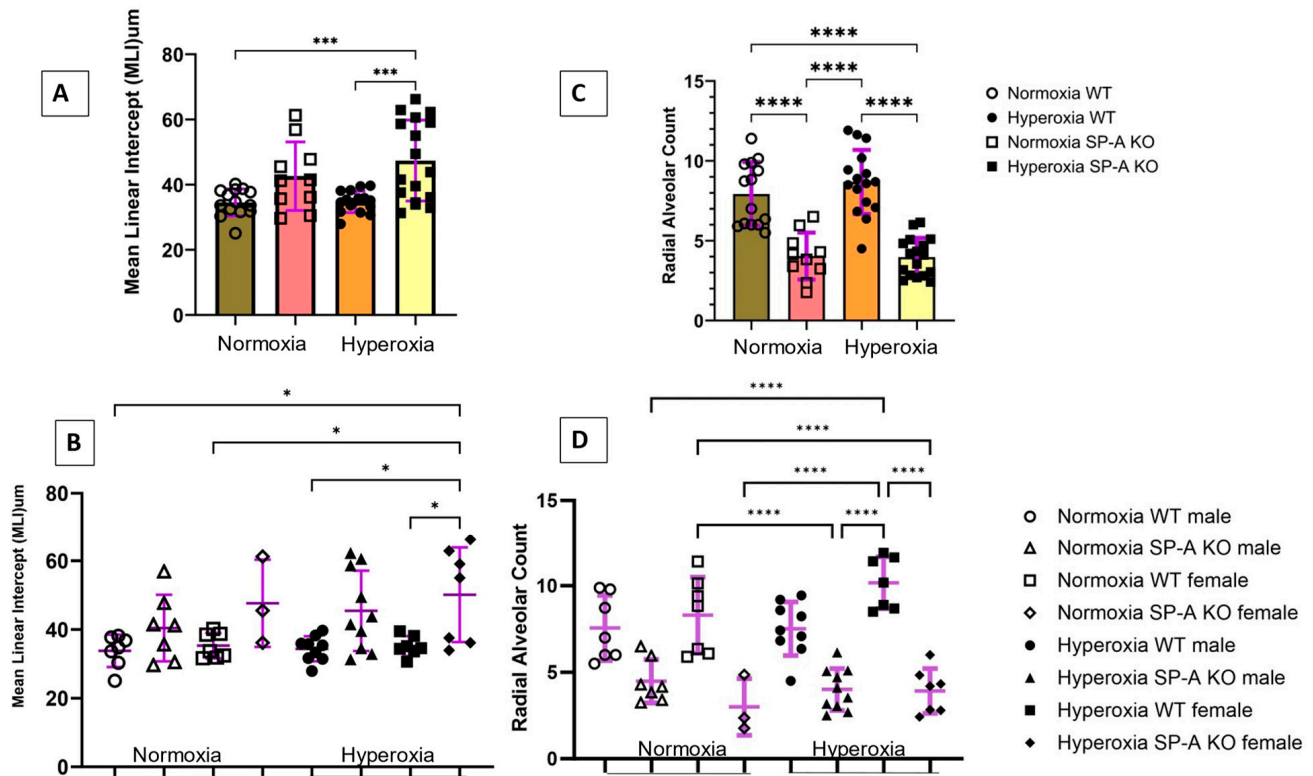 A
Mean Linear Intercept (MLI)um
80
60
40
20
0
***
***
Normoxia
Hyperoxia
C
Radial Alveolar Count
15
10
5
0
****
****
****
****
Normoxia
Hyperoxia
Normoxia WT
Hyperoxia WT
Normoxia SP-A KO
Hyperoxia SP-A KO
B
Mean Linear Intercept (MLI)um
80
60
40
20
0
*
*
*
*
Normoxia
Hyperoxia
D
Radial Alveolar Count
15
10
5
0
****
****
****
****
****
****
Normoxia
Hyperoxia
Normoxia WT male
Normoxia SP-A KO male
Normoxia WT female
Normoxia SP-A KO female
Hyperoxia WT male
Hyperoxia SP-A KO male
Hyperoxia WT female
Hyperoxia SP-A KO female